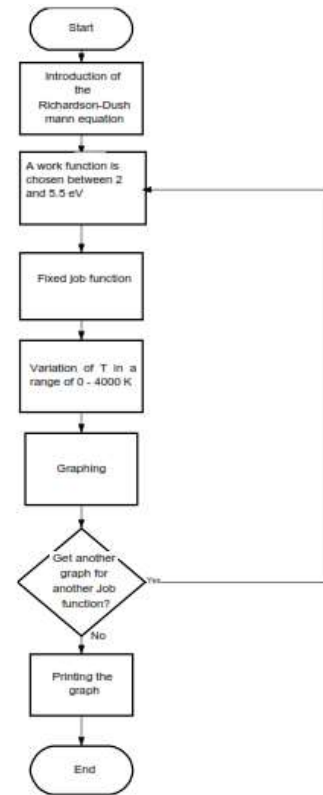 Start
Introduction of
the
Richardson-Dush
mann equation
A work function is
chosen between 2
and 5.5 eV
Fixed job function
Variation of T in a
range of 0 - 4000 K
Graphing
Get another
graph for
another Job
function?
Yes
No
Printing the
graph
End